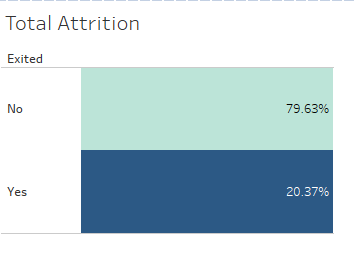 Total Attrition
Exited
No 79.63%
Yes 20.37%